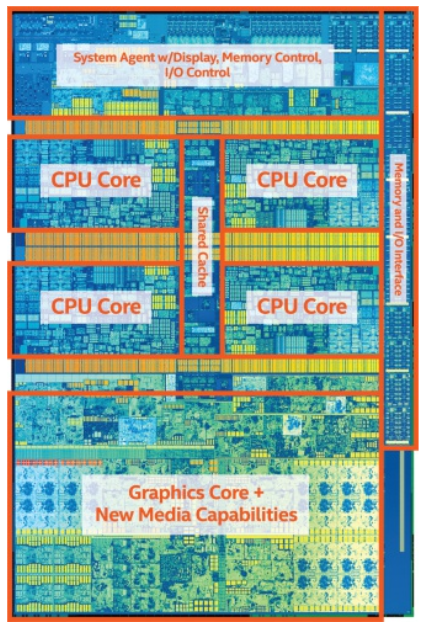 System Agent w/Display, Memory Control,
I/O Control
CPU Core
CPU Core
Shared Cache
Memory and I/O Interface
CPU Core
CPU Core
Graphics Core +
New Media Capabilities